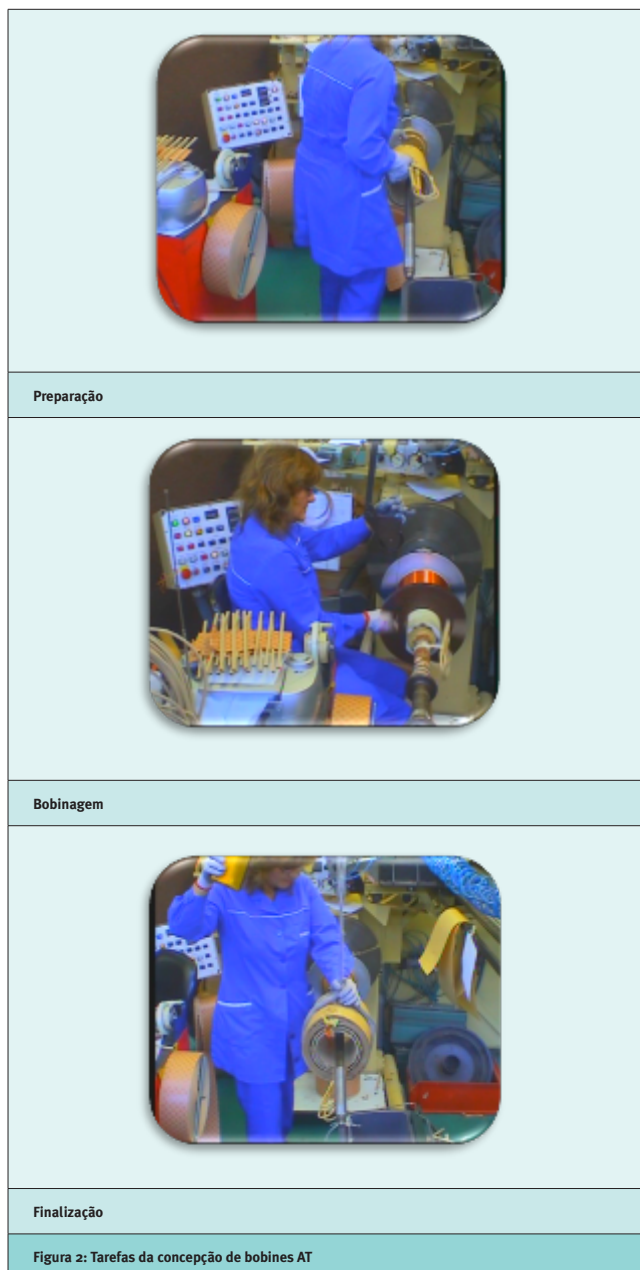 Preparação
Bobinagem
Finalização
Figura 2: Tarefas da concepção de bobines AT